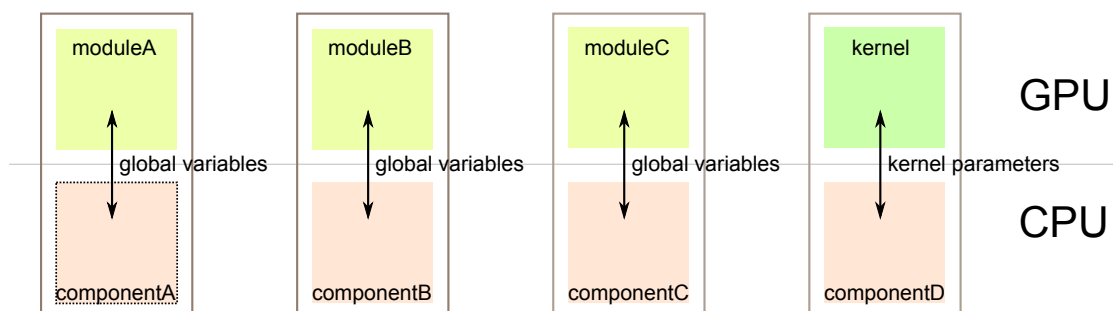 moduleA
moduleB
moduleC
kernel
GPU
global variables
global variables
global variables
kernel parameters
CPU
componentA
componentB
componentC
componentD